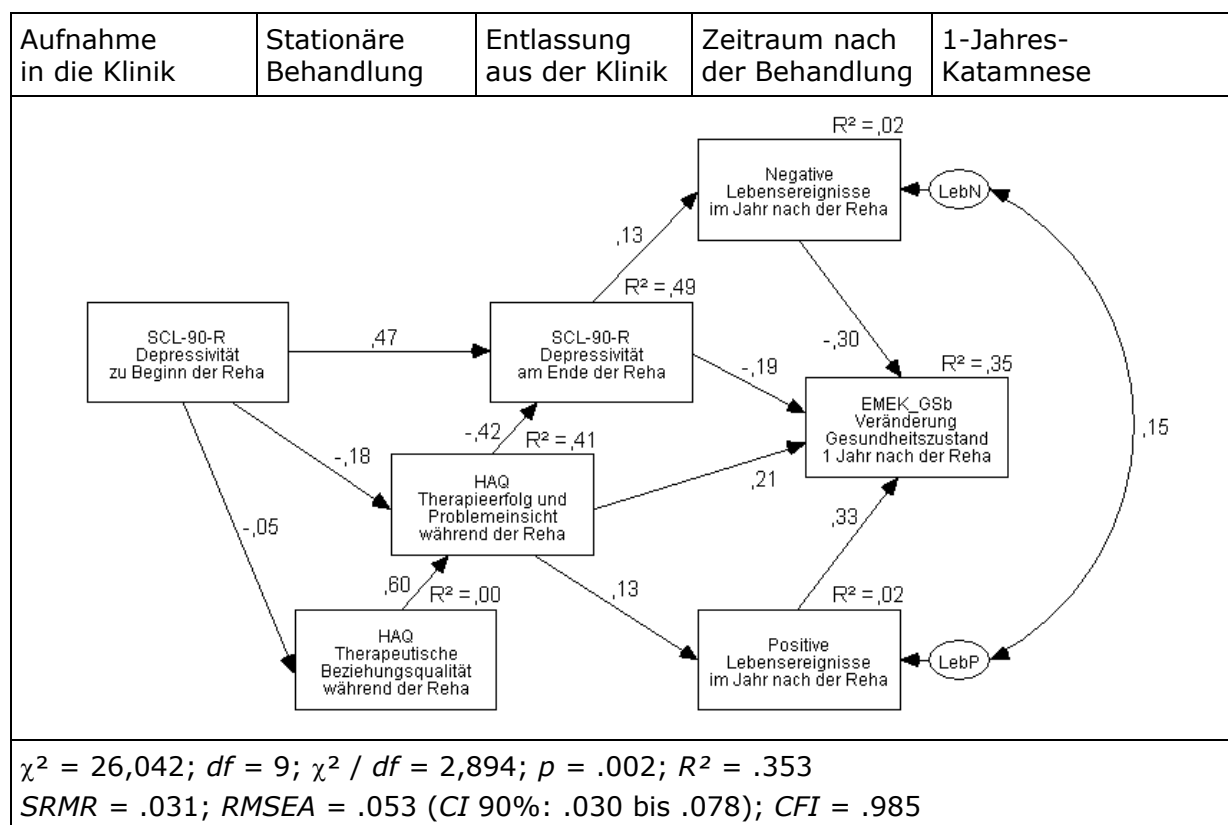 Aufnahme
in die Klinik
Stationäre
Behandlung
Entlassung
aus der Klinik
Zeitraum nach
der Behandlung
1-Jahres-
Katamnese
R² = ,02
Negative
Lebensereignisse
im Jahr nach der Reha
LebN
,13
R² = ,49
SCL-90-R
Depressivität
zu Beginn der Reha
,47
SCL-90-R
Depressivität
am Ende der Reha
-,30
-,19
R² = ,35
EMEK_GSb
Veränderung
Gesundheitszustand
1 Jahr nach der Reha
,15
-,42
R² = ,41
-,18
HAQ
Therapieerfolg und
Problemeinsicht
während der Reha
,21
,33
-,05
,60
R² = ,00
,13
R² = ,02
HAQ
Therapeutische
Beziehungsqualität
während der Reha
Positive
Lebensereignisse
im Jahr nach der Reha
LebP
χ² = 26,042; df = 9; χ² / df = 2,894; p = .002; R² = .353
SRMR = .031; RMSEA = .053 (CI 90%: .030 bis .078); CFI = .985